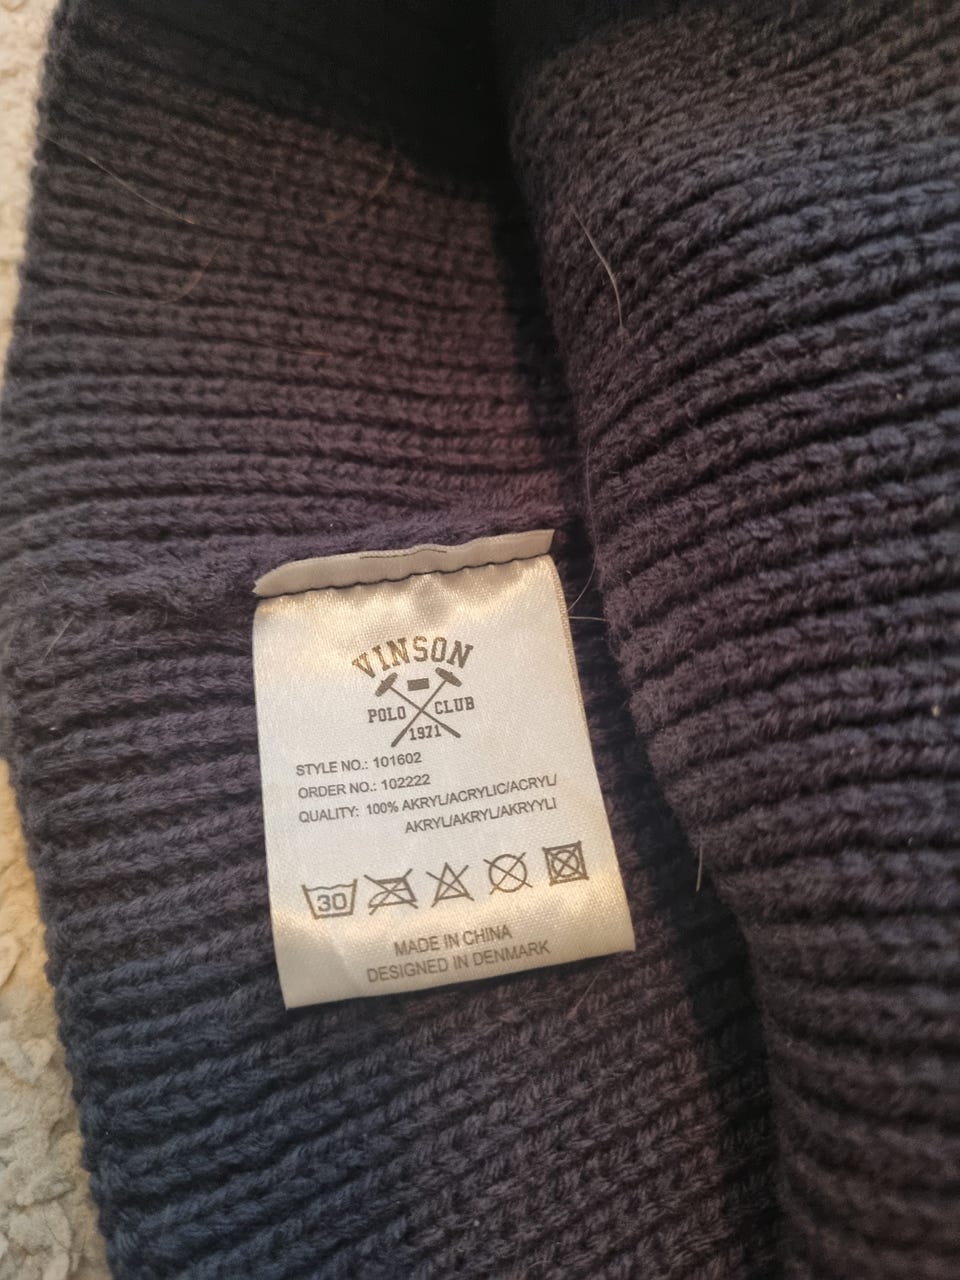 VINSON
POLO CLUB
1971
STYLE NO.: 101602
ORDER NO.: 102222
QUALITY: 100% AKRYL/ACRYLIC/ACRYL/
AKRYL/AKRYL/AKRYYLI
30
MADE IN CHINA
DESIGNED IN DENMARK